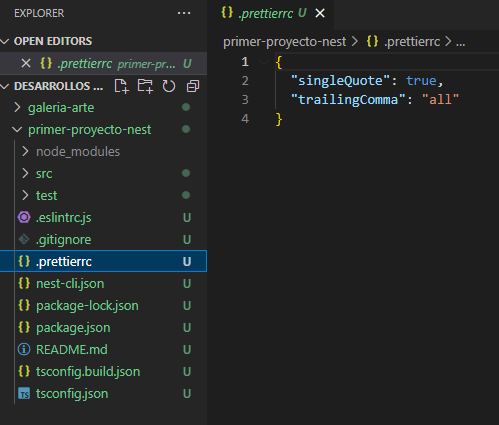 EXPLORER
OPEN EDITORS
.prettierrc primer-pr... U
DESARROLLOS ...
galeria-arte
primer-proyecto-nest
node_modules
src
test
.eslintrc.js U
.gitignore U
{} .prettierrc U
{} nest-cli.json U
{} package-lock.json U
{} package.json U
README.md U
{} tsconfig.build.json U
TS tsconfig.json U
{} .prettierrc U
primer-proyecto-nest > {} .prettierrc > ...
1 {
2 "singleQuote": true,
3 "trailingComma": "all"
4 }